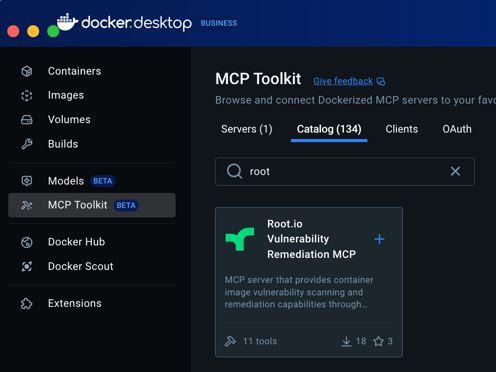 docker.desktop BUSINESS
Containers
Images
Volumes
Builds
Models BETA
MCP Toolkit BETA
Docker Hub
Docker Scout
Extensions
MCP Toolkit Give feedback
Browse and connect Dockerized MCP servers to your favo
Servers (1) Catalog (134) Clients OAuth
root
Root.io
Vulnerability
Remediation MCP
MCP server that provides container
image vulnerability scanning and
remediation capabilities through...
11 tools 18 3